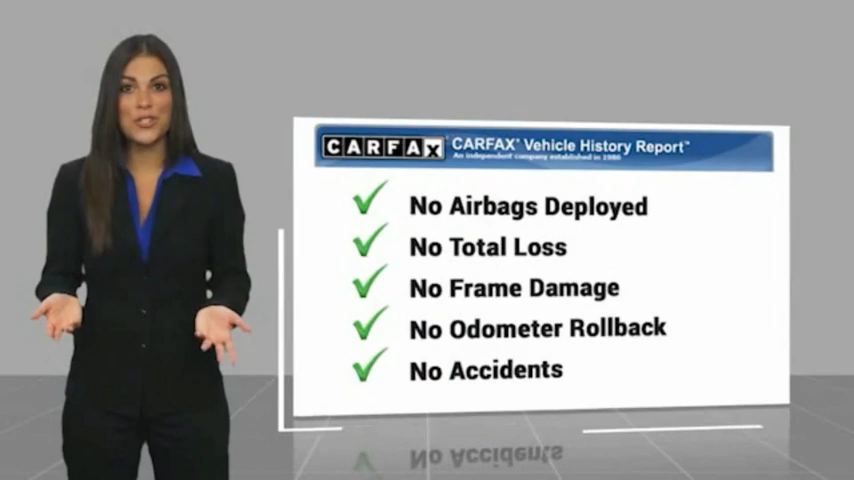 CARFAX CARFAX® Vehicle History Report™
An independent company established in 1986
No Airbags Deployed
No Total Loss
No Frame Damage
No Odometer Rollback
No Accidents
No Accidents